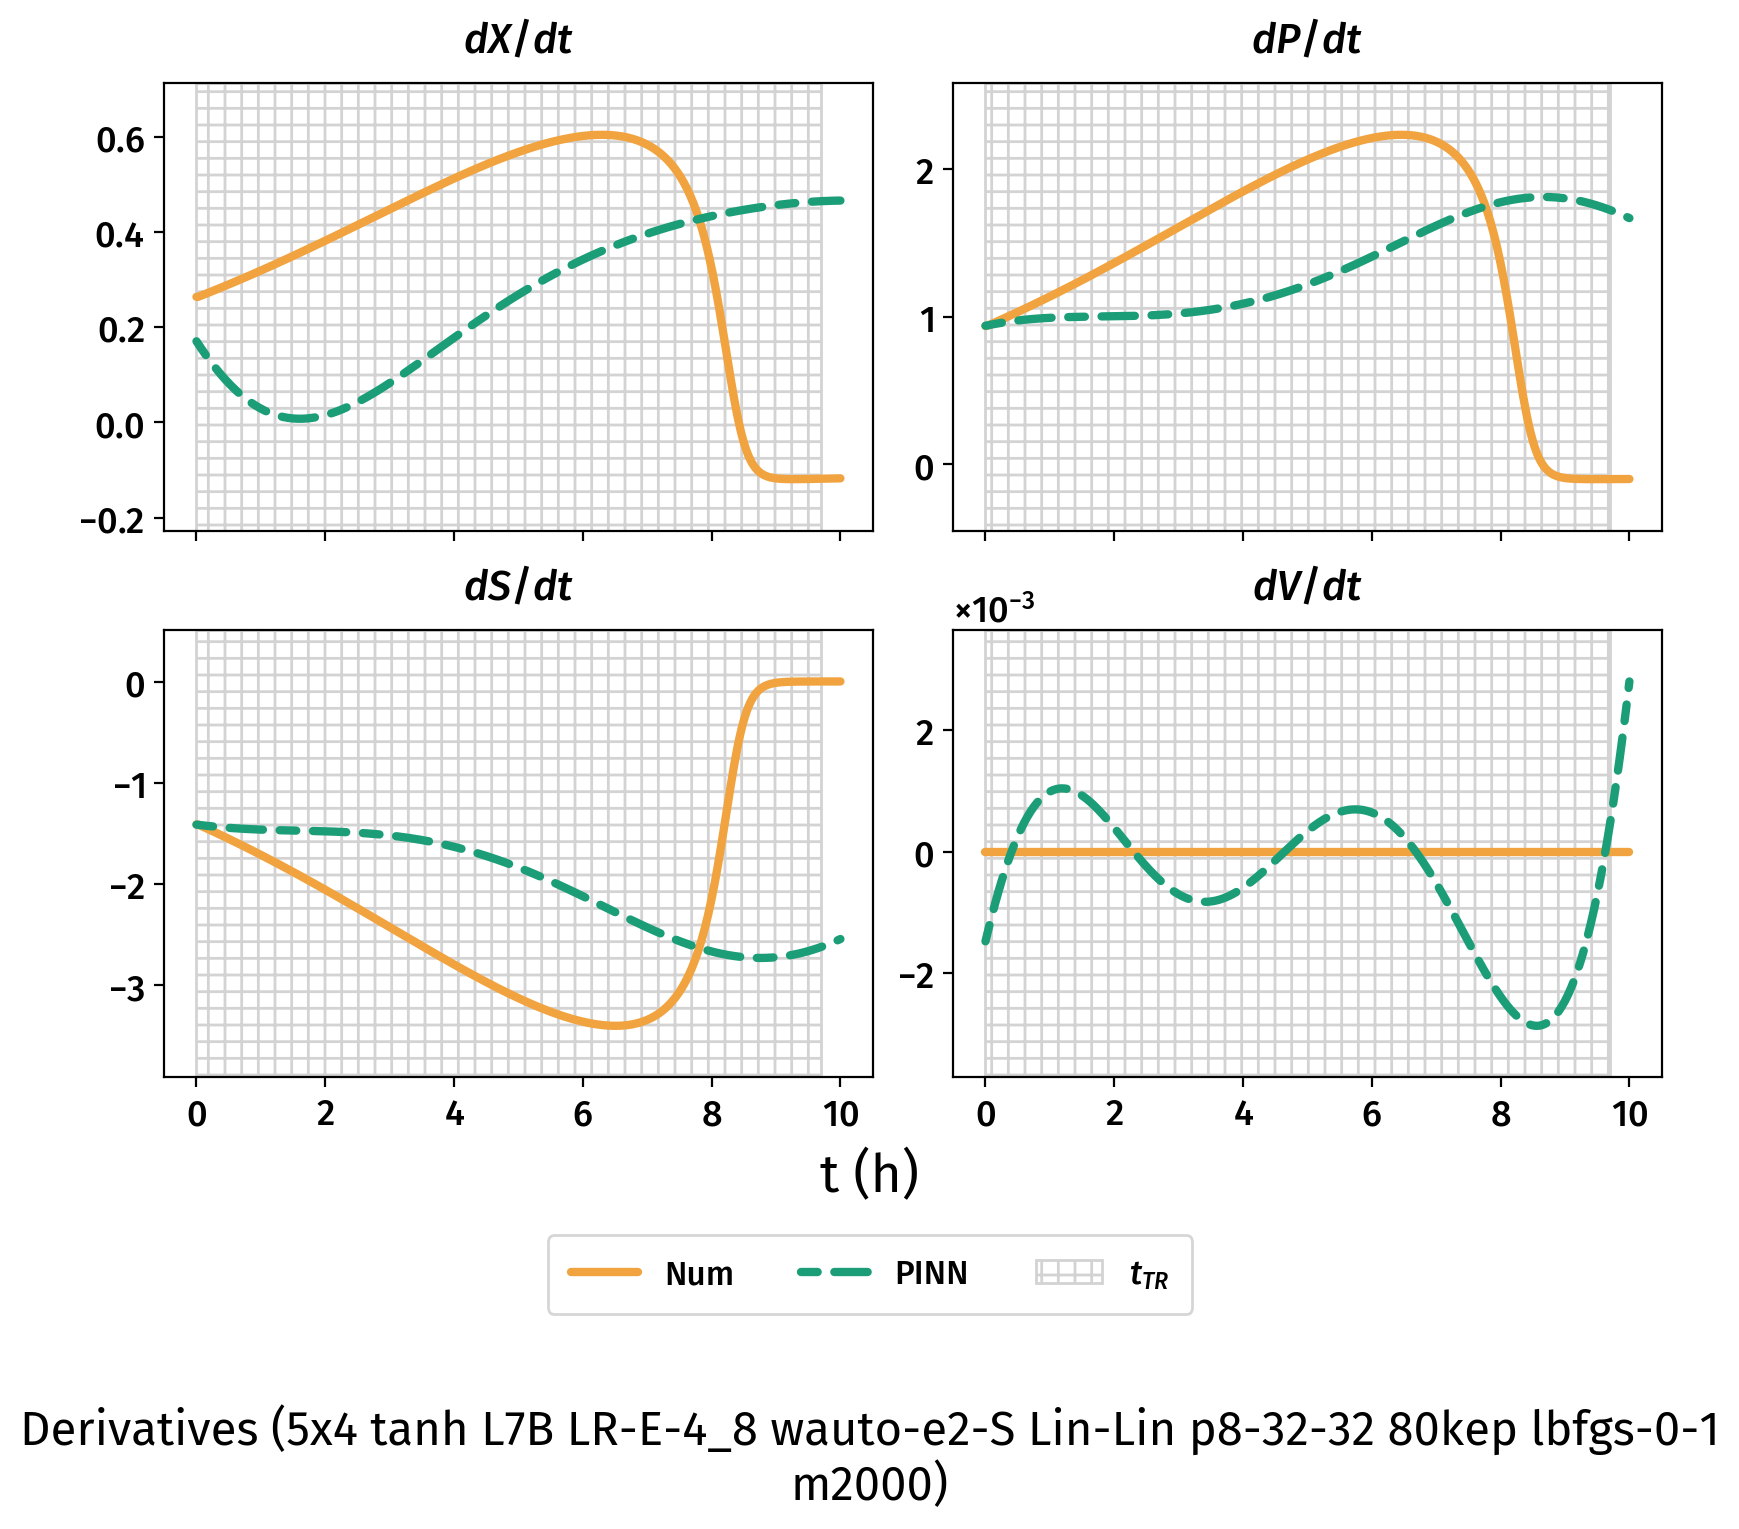 dX/dt
dP/dt
0.6
0.4
0.2
0.0
−0.2
2
1
0
dS/dt
dV/dt
×10⁻³
0
−1
−2
−3
2
0
−2
0 2 4 6 8 10
0 2 4 6 8 10
t (h)
Num PINN t_TR
Derivatives (5x4 tanh L7B LR-E-4_8 wauto-e2-S Lin-Lin p8-32-32 80kep lbfgs-0-1
m2000)